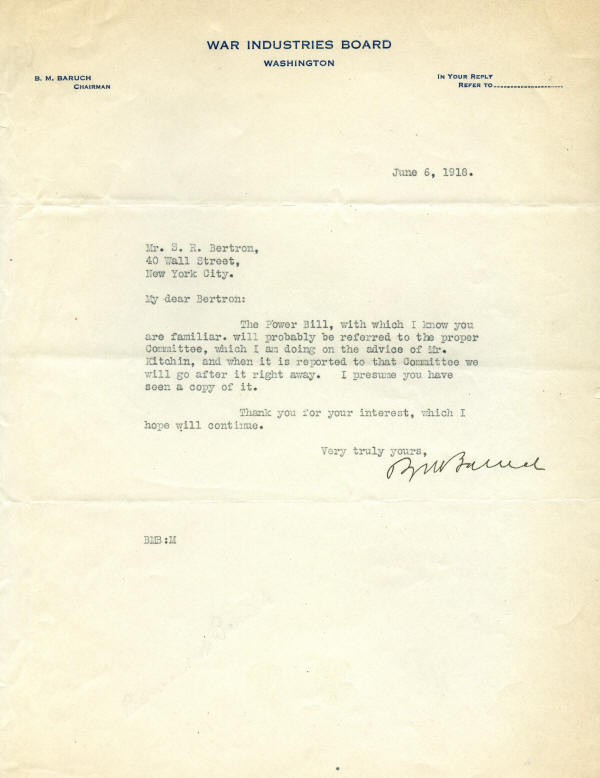 WAR INDUSTRIES BOARD
WASHINGTON
B. M. BARUCH
CHAIRMAN
IN YOUR REPLY
REFER TO
June 6, 1918.
Mr. S. R. Bertron,
40 Wall Street,
New York City.
My dear Bertron:
The Power Bill, with which I know you
are familiar. will probably be referred to the proper
Committee, which I am doing on the advice of Mr.
Kitchin, and when it is reported to that Committee we
will go after it right away. I presume you have
seen a copy of it.
Thank you for your interest, which I
hope will continue.
Very truly yours,
BM Baruch
BMB:M